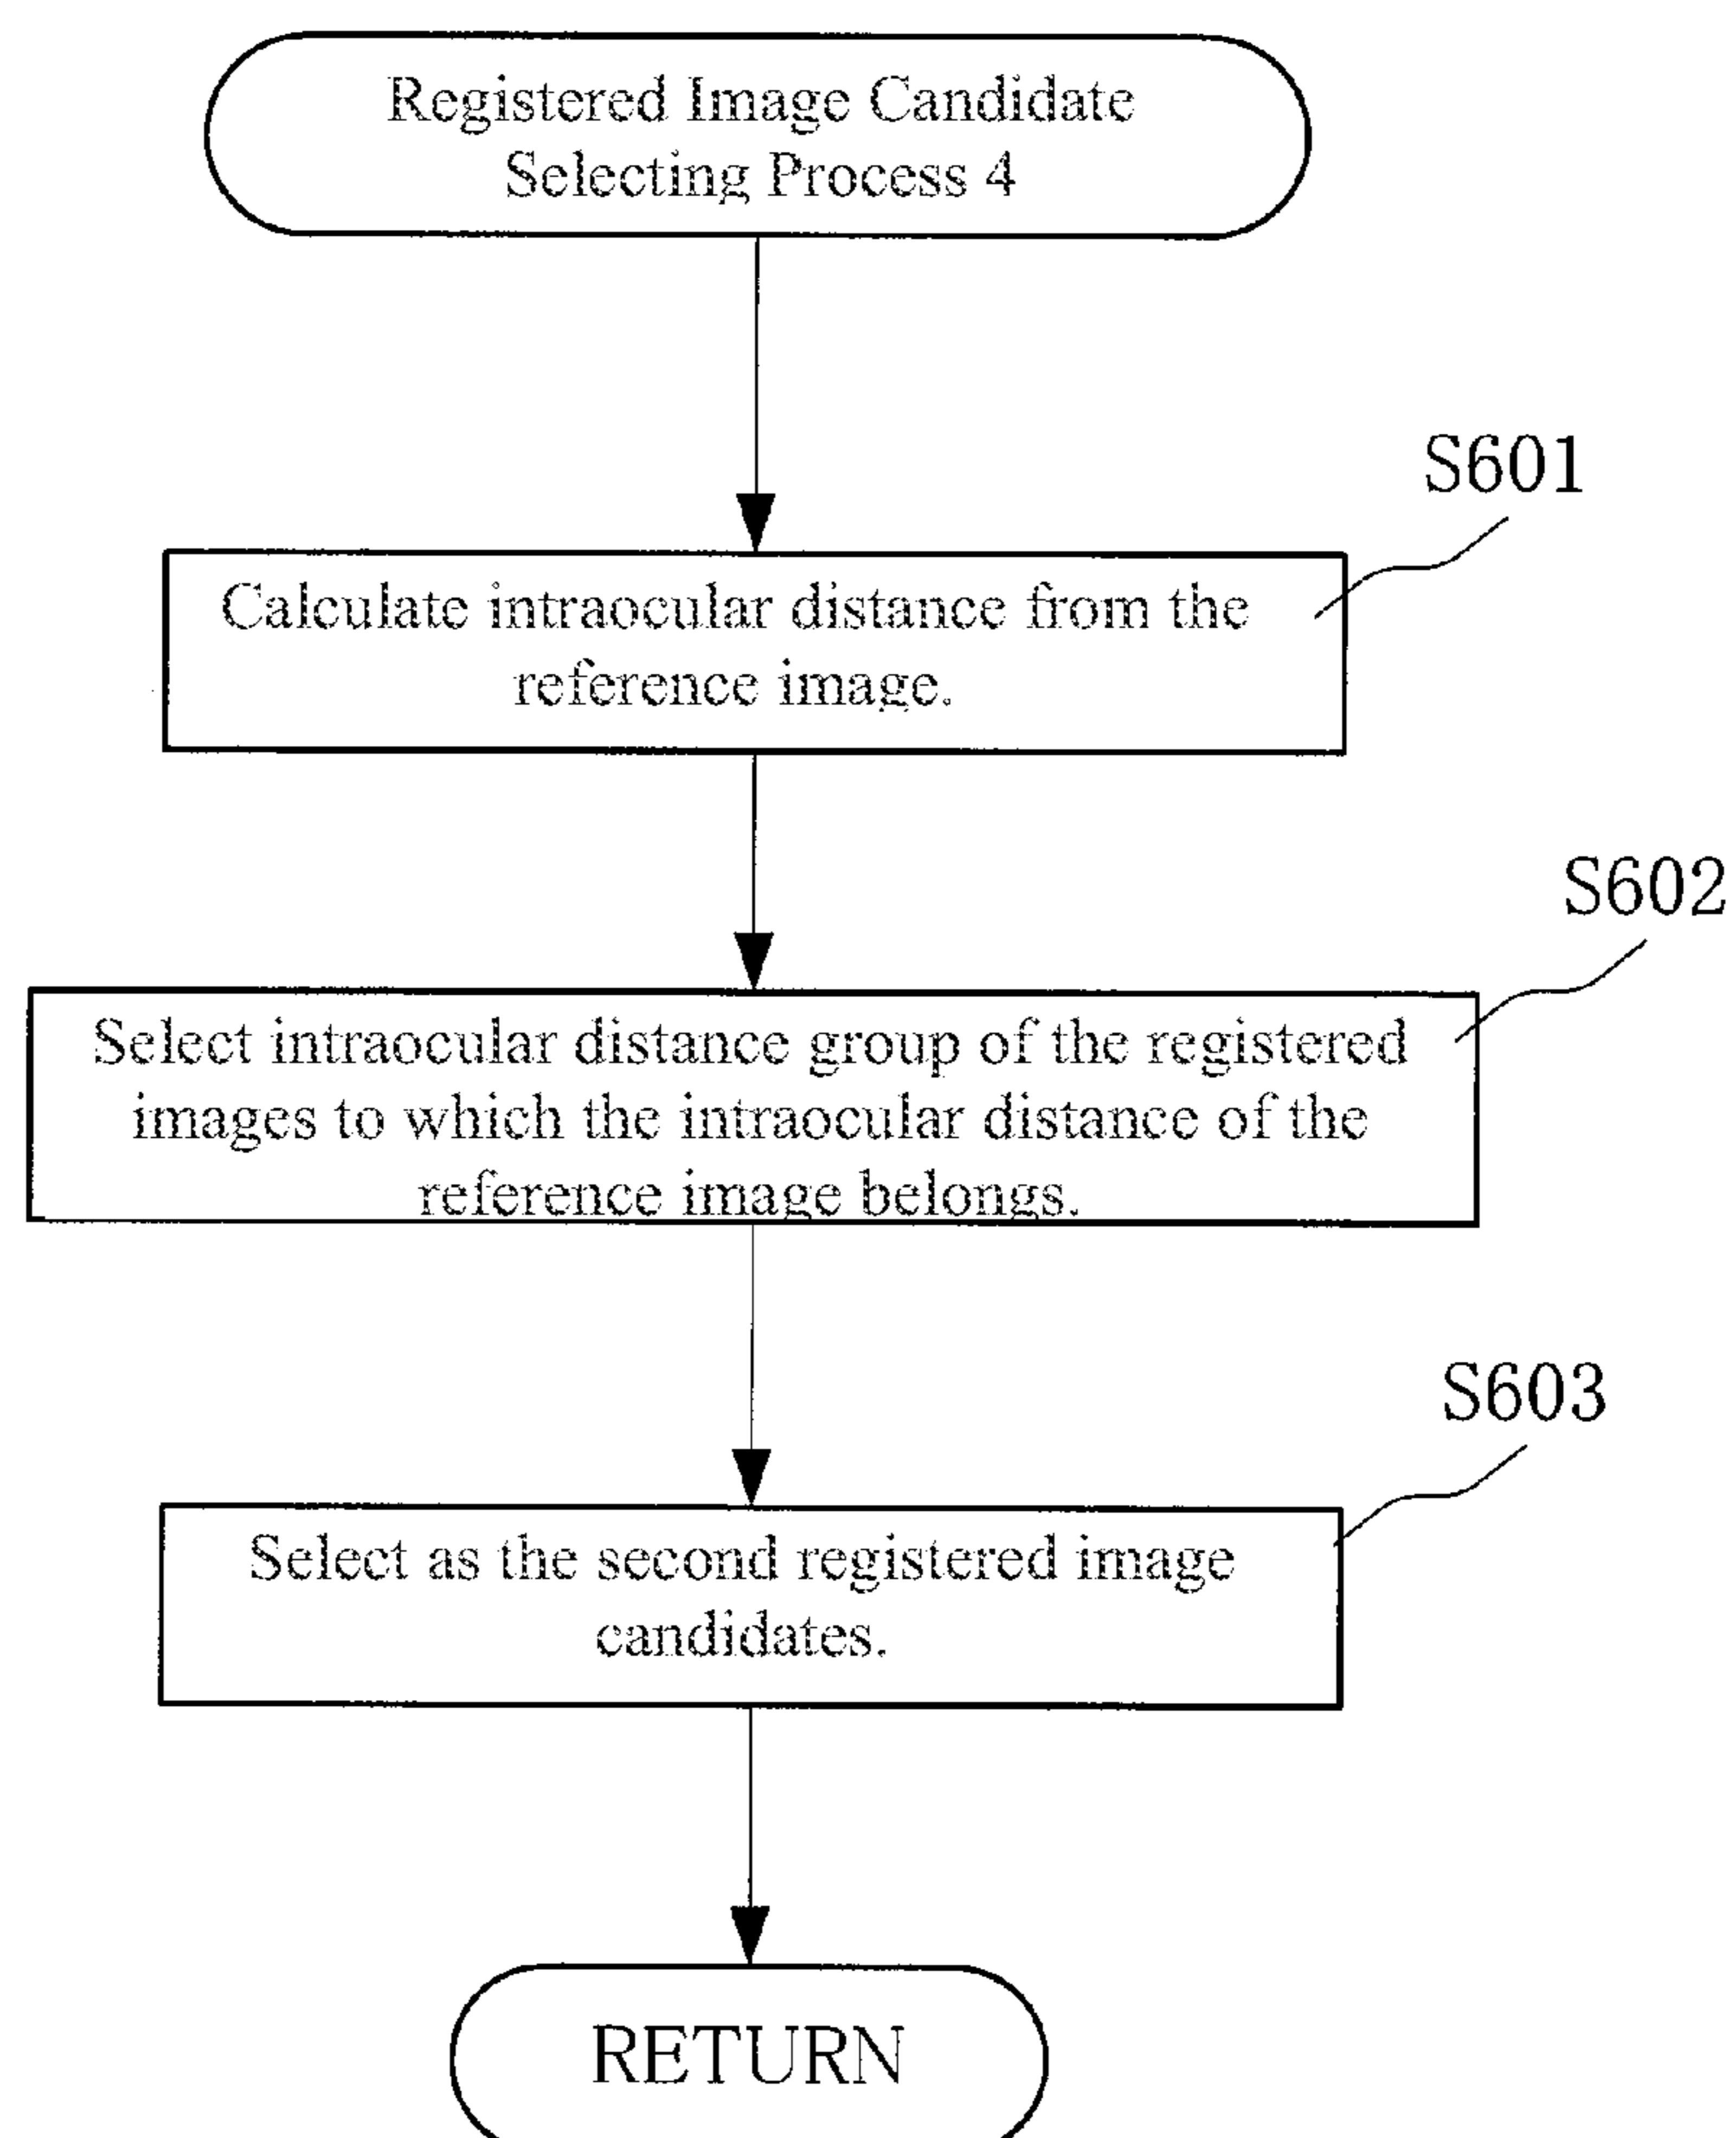 Registered Image Candidate
Selecting Process 4
S601
Calculate intraocular distance from the
reference image.
S602
Select intraocular distance group of the registered
images to which the intraocular distance of the
reference image belongs.
S603
Select as the second registered image
candidates.
RETURN